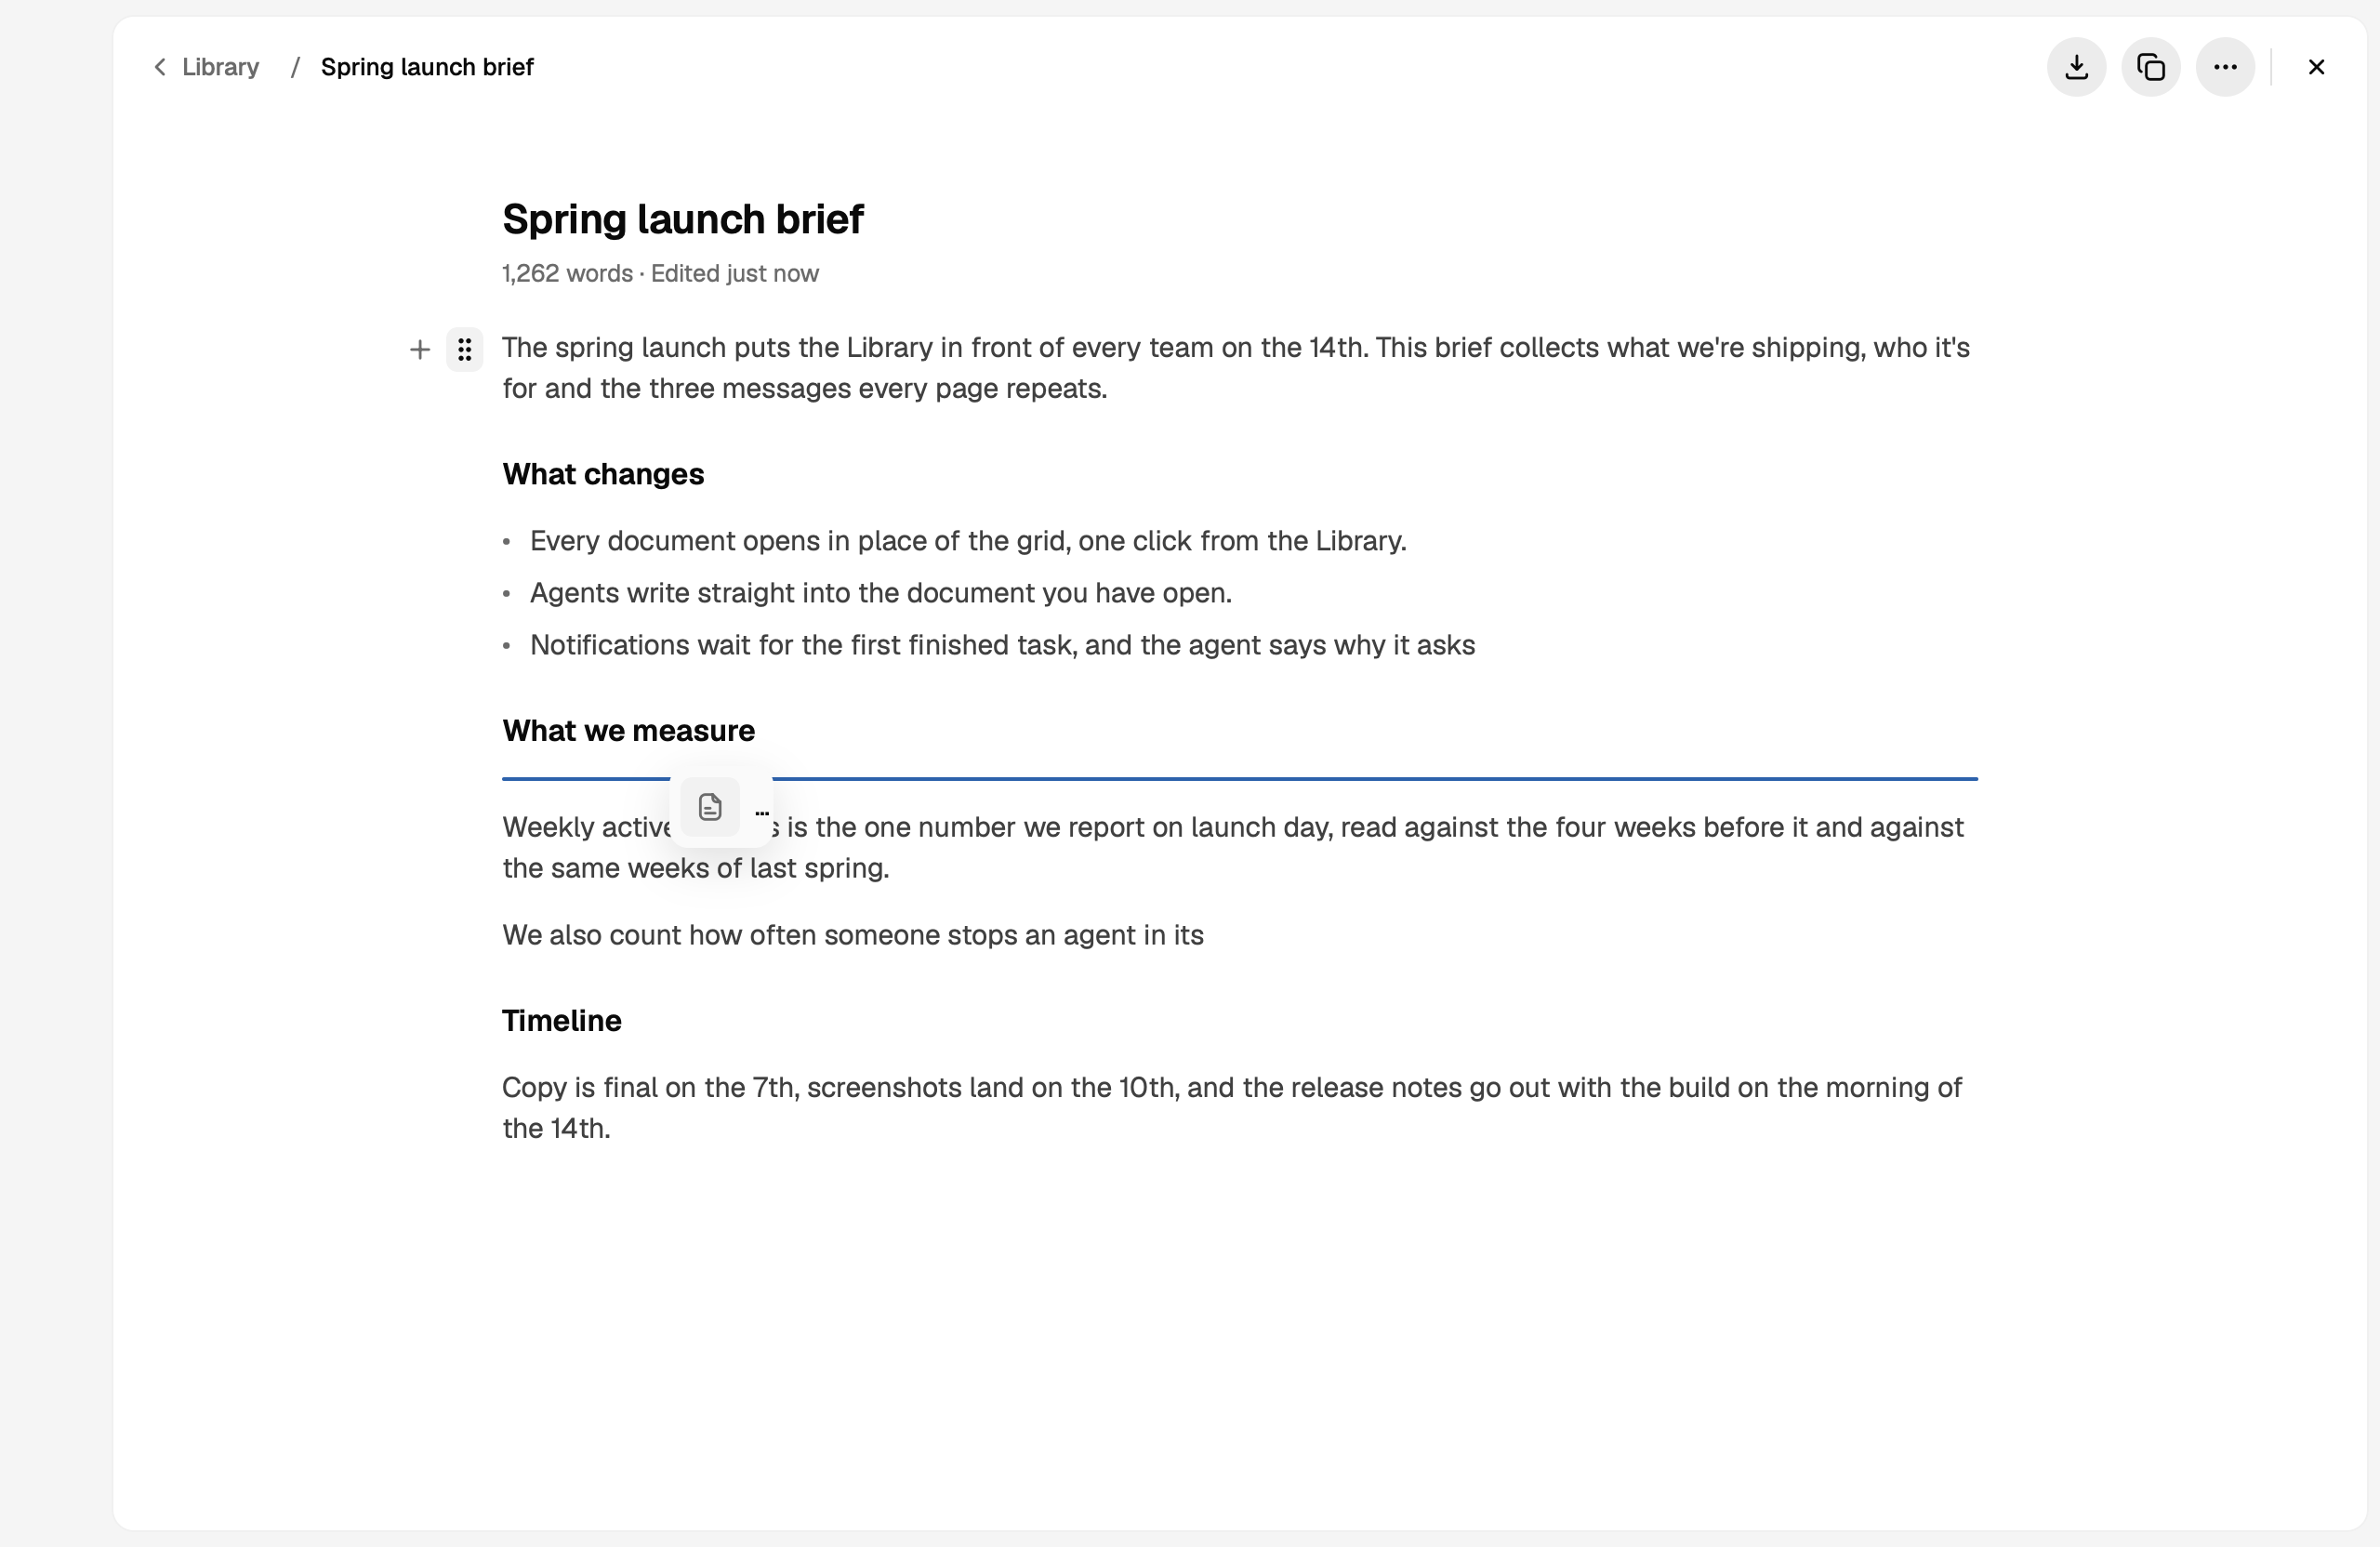 Library / Spring launch brief
Spring launch brief
1,262 words · Edited just now
The spring launch puts the Library in front of every team on the 14th. This brief collects what we're shipping, who it's
for and the three messages every page repeats.
What changes
• Every document opens in place of the grid, one click from the Library.
• Agents write straight into the document you have open.
• Notifications wait for the first finished task, and the agent says why it asks
What we measure
...
Weekly is the one number we report on launch day, read against the four weeks before it and against
the same weeks of last spring.
We also count how often someone stops an agent in its
Timeline
Copy is final on the 7th, screenshots land on the 10th, and the release notes go out with the build on the morning of
the 14th.